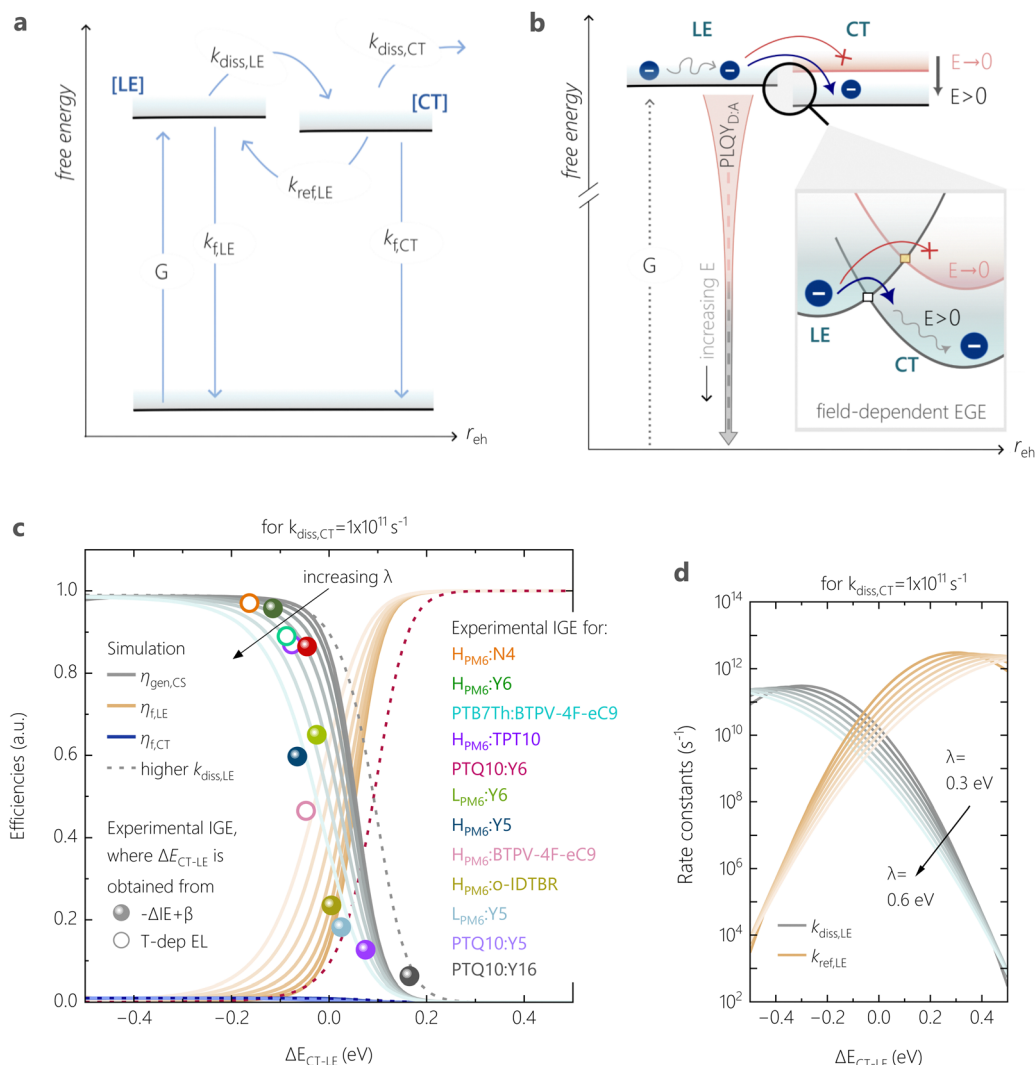 a
free energy
[LE]
k_diss,LE
k_diss,CT
[CT]
k_ref,LE
k_f,LE
k_f,CT
G
r_eh
b
free energy
LE
CT
E→0
E>0
PLQY_D:A
G
increasing E
E→0
LE
E>0
CT
field-dependent EGE
r_eh
c
for k_diss,CT=1x10^11 s^-1
increasing λ
Efficiencies (a.u.)
1.0
0.8
0.6
0.4
0.2
0.0
Simulation
η_gen,CS
η_f,LE
η_f,CT
higher k_diss,LE
Experimental IGE,
where ΔE_CT-LE is
obtained from
-ΔIE+β
T-dep EL
Experimental IGE for:
H_PM6:N4
H_PM6:Y6
PTB7Th:BTPV-4F-eC9
H_PM6:TPT10
PTQ10:Y6
L_PM6:Y6
H_PM6:Y5
H_PM6:BTPV-4F-eC9
H_PM6:o-IDTBR
L_PM6:Y5
PTQ10:Y5
PTQ10:Y16
−0.4 −0.2 0.0 0.2 0.4
ΔE_CT-LE (eV)
d
for k_diss,CT=1x10^11 s^-1
Rate constants (s^-1)
10^14
10^12
10^10
10^8
10^6
10^4
10^2
λ=
0.3 eV
λ=
0.6 eV
k_diss,LE
k_ref,LE
−0.4 −0.2 0.0 0.2 0.4
ΔE_CT-LE (eV)